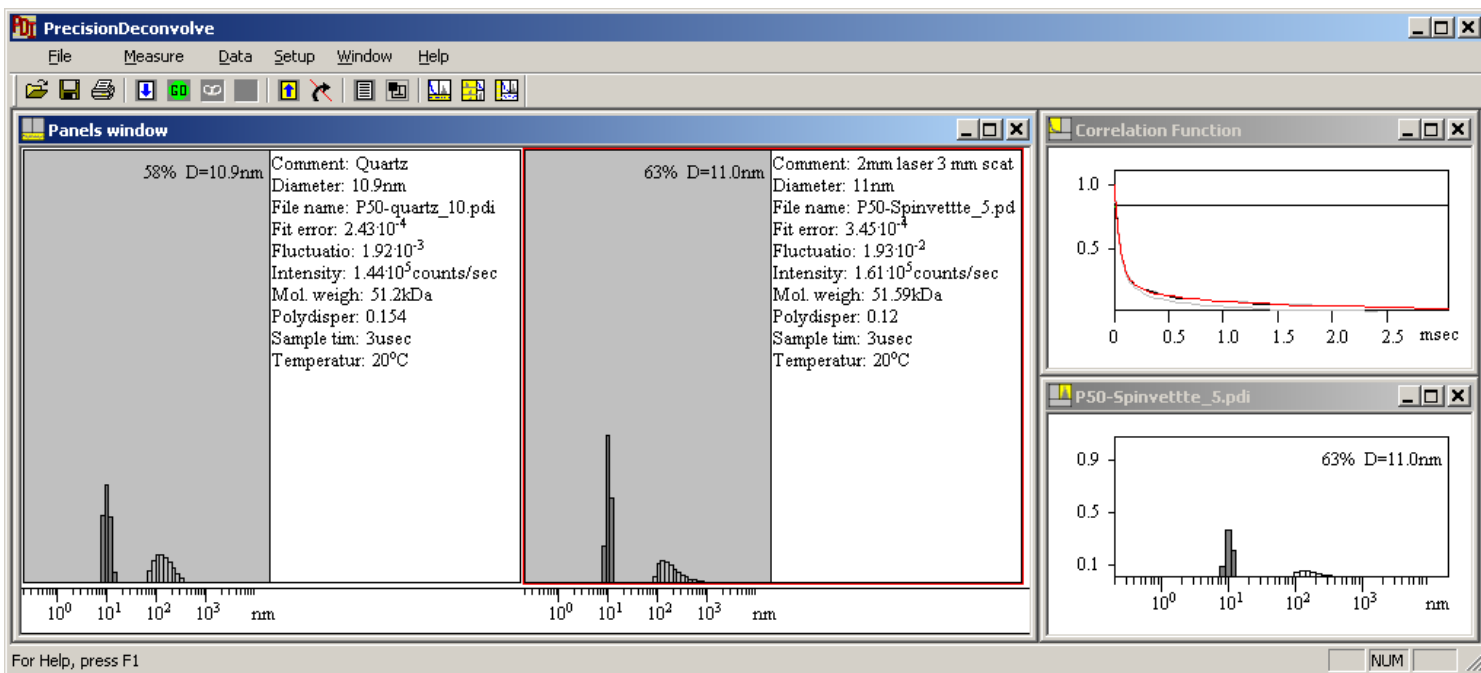 PDI PrecisionDeconvolve
File Measure Data Setup Window Help
GO
Panels window
58% D=10.9nm
Comment: Quartz
Diameter: 10.9nm
File name: P50-quartz_10.pdi
Fit error: 2.43·10-4
Fluctuatio: 1.92·10-3
Intensity: 1.44·105counts/sec
Mol. weigh: 51.2kDa
Polydisper: 0.154
Sample tim: 3usec
Temperatur: 20°C
10⁰ 10¹ 10² 10³ nm
63% D=11.0nm
Comment: 2mm laser 3 mm scat
Diameter: 11nm
File name: P50-Spinvettte_5.pd
Fit error: 3.45·10-4
Fluctuatio: 1.93·10-2
Intensity: 1.61·105counts/sec
Mol. weigh: 51.59kDa
Polydisper: 0.12
Sample tim: 3usec
Temperatur: 20°C
10⁰ 10¹ 10² 10³ nm
Correlation Function
1.0
0.5
0 0.5 1.0 1.5 2.0 2.5 msec
P50-Spinvettte_5.pdi
63% D=11.0nm
0.9
0.5
0.1
10⁰ 10¹ 10² 10³ nm
For Help, press F1
NUM